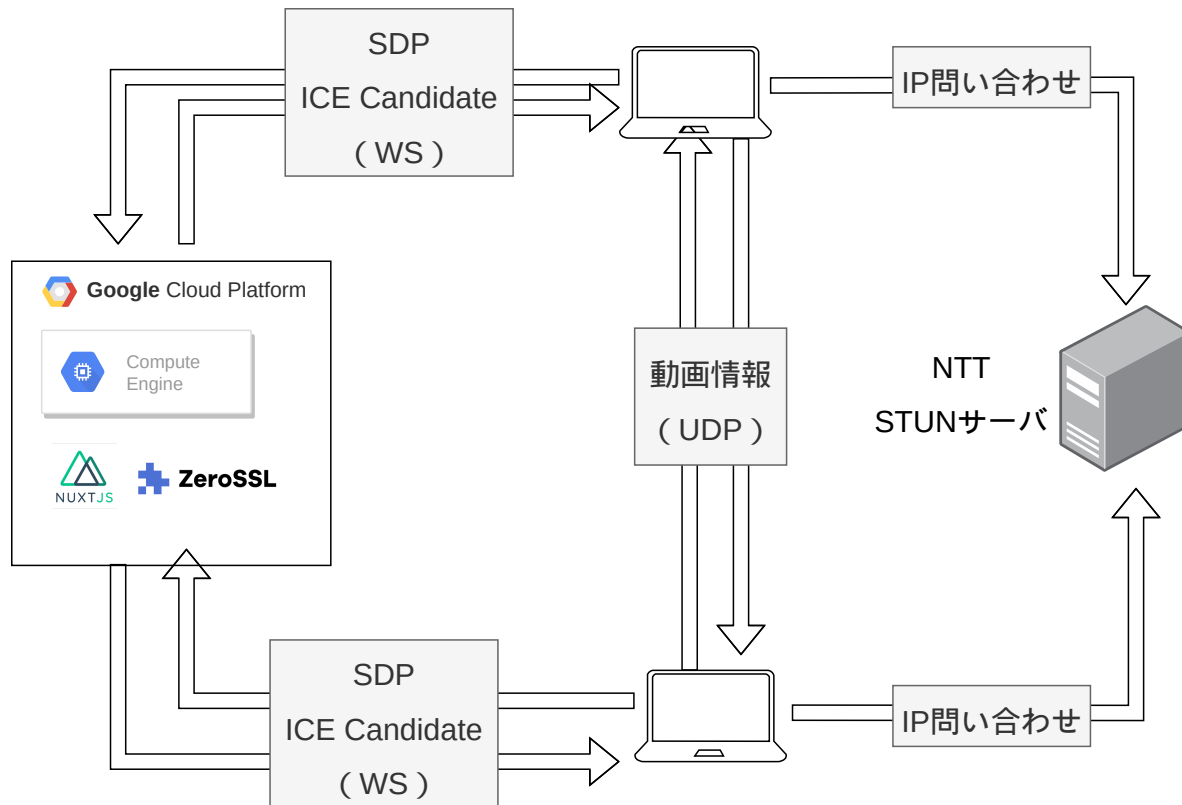 SDP
ICE Candidate
（WS）
IP問い合わせ
Google Cloud Platform
Compute
Engine
NUXTJS
ZeroSSL
動画情報
（UDP）
NTT
STUNサーバ
SDP
ICE Candidate
（WS）
IP問い合わせ